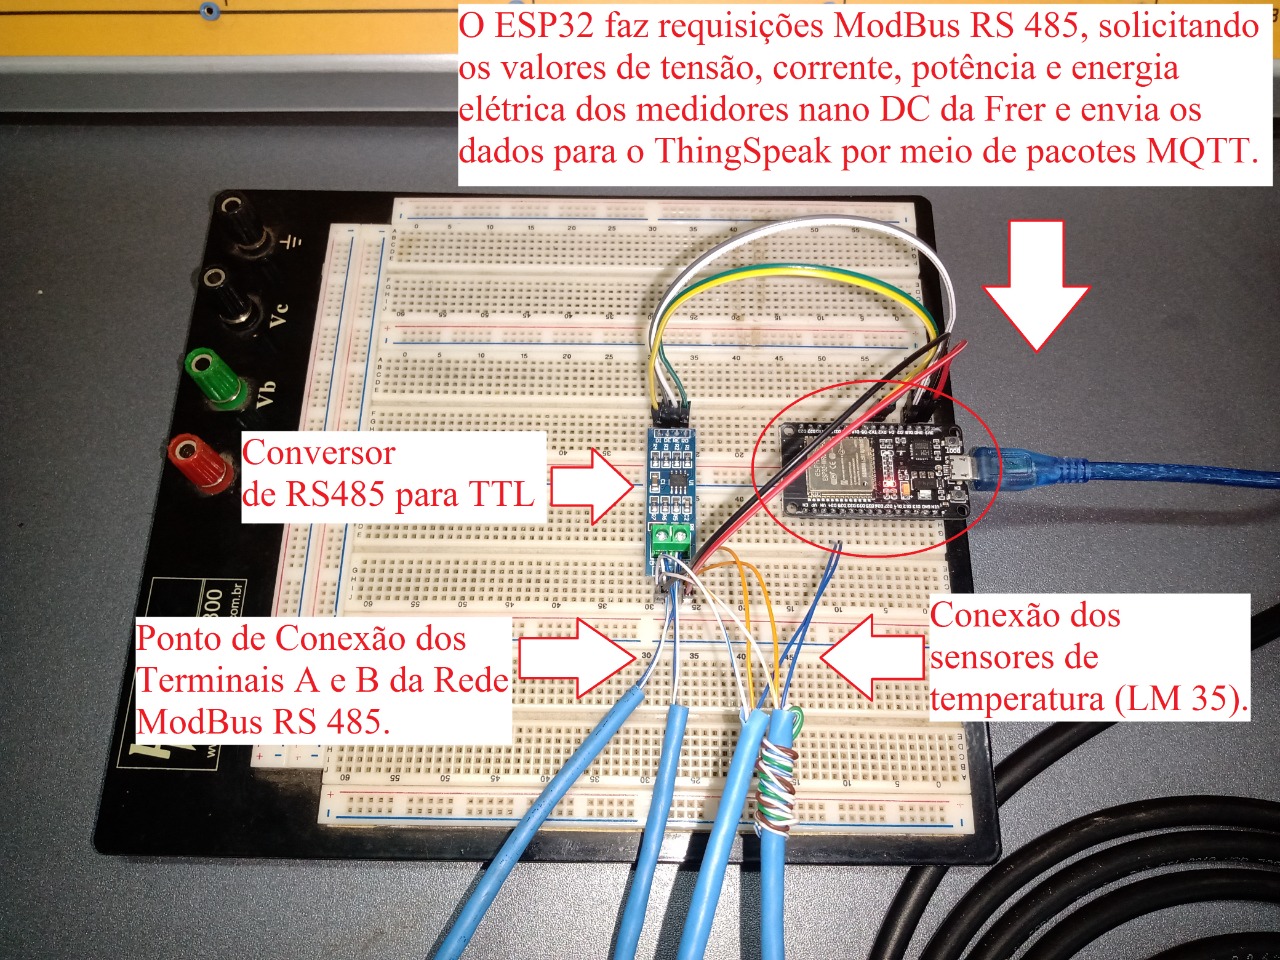 O ESP32 faz requisições ModBus RS 485, solicitando
os valores de tensão, corrente, potência e energia
elétrica dos medidores nano DC da Frer e envia os
dados para o ThingSpeak por meio de pacotes MQTT.
Vc
Vb
Conversor
de RS485 para TTL
Ponto de Conexão dos
Terminais A e B da Rede
ModBus RS 485.
Conexão dos
sensores de
temperatura (LM 35).